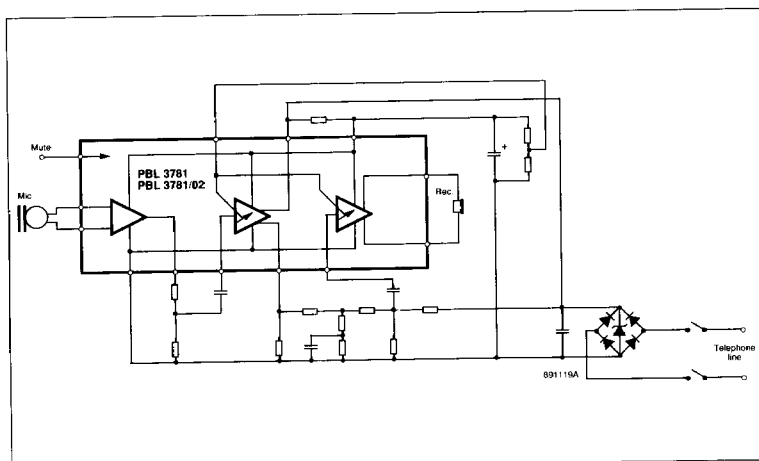 Mute
PBL 3781
PBL 3781/02
Mic
Rec.
+
Telephone
line
891119A